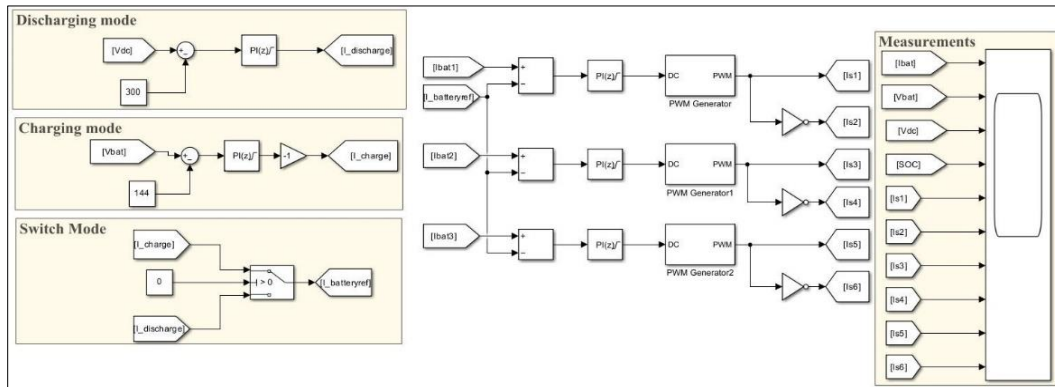 Discharging mode
[Vdc]
+
-
PI(z)
[I_discharge]
300
Charging mode
[Vbat]
+
-
PI(z)
-1
[I_charge]
144
Switch Mode
[I_charge]
0
> 0
[I_batteryref]
[I_discharge]
[Ibat1]
[I_batteryref]
+
−
PI(z)
DC
PWM
PWM Generator
[Is1]
[Is2]
[Ibat2]
+
−
PI(z)
DC
PWM
PWM Generator1
[Is3]
[Is4]
[Ibat3]
+
−
PI(z)
DC
PWM
PWM Generator2
[Is5]
[Is6]
Measurements
[Ibat]
[Vbat]
[Vdc]
[SOC]
[Is1]
[Is2]
[Is3]
[Is4]
[Is5]
[Is6]